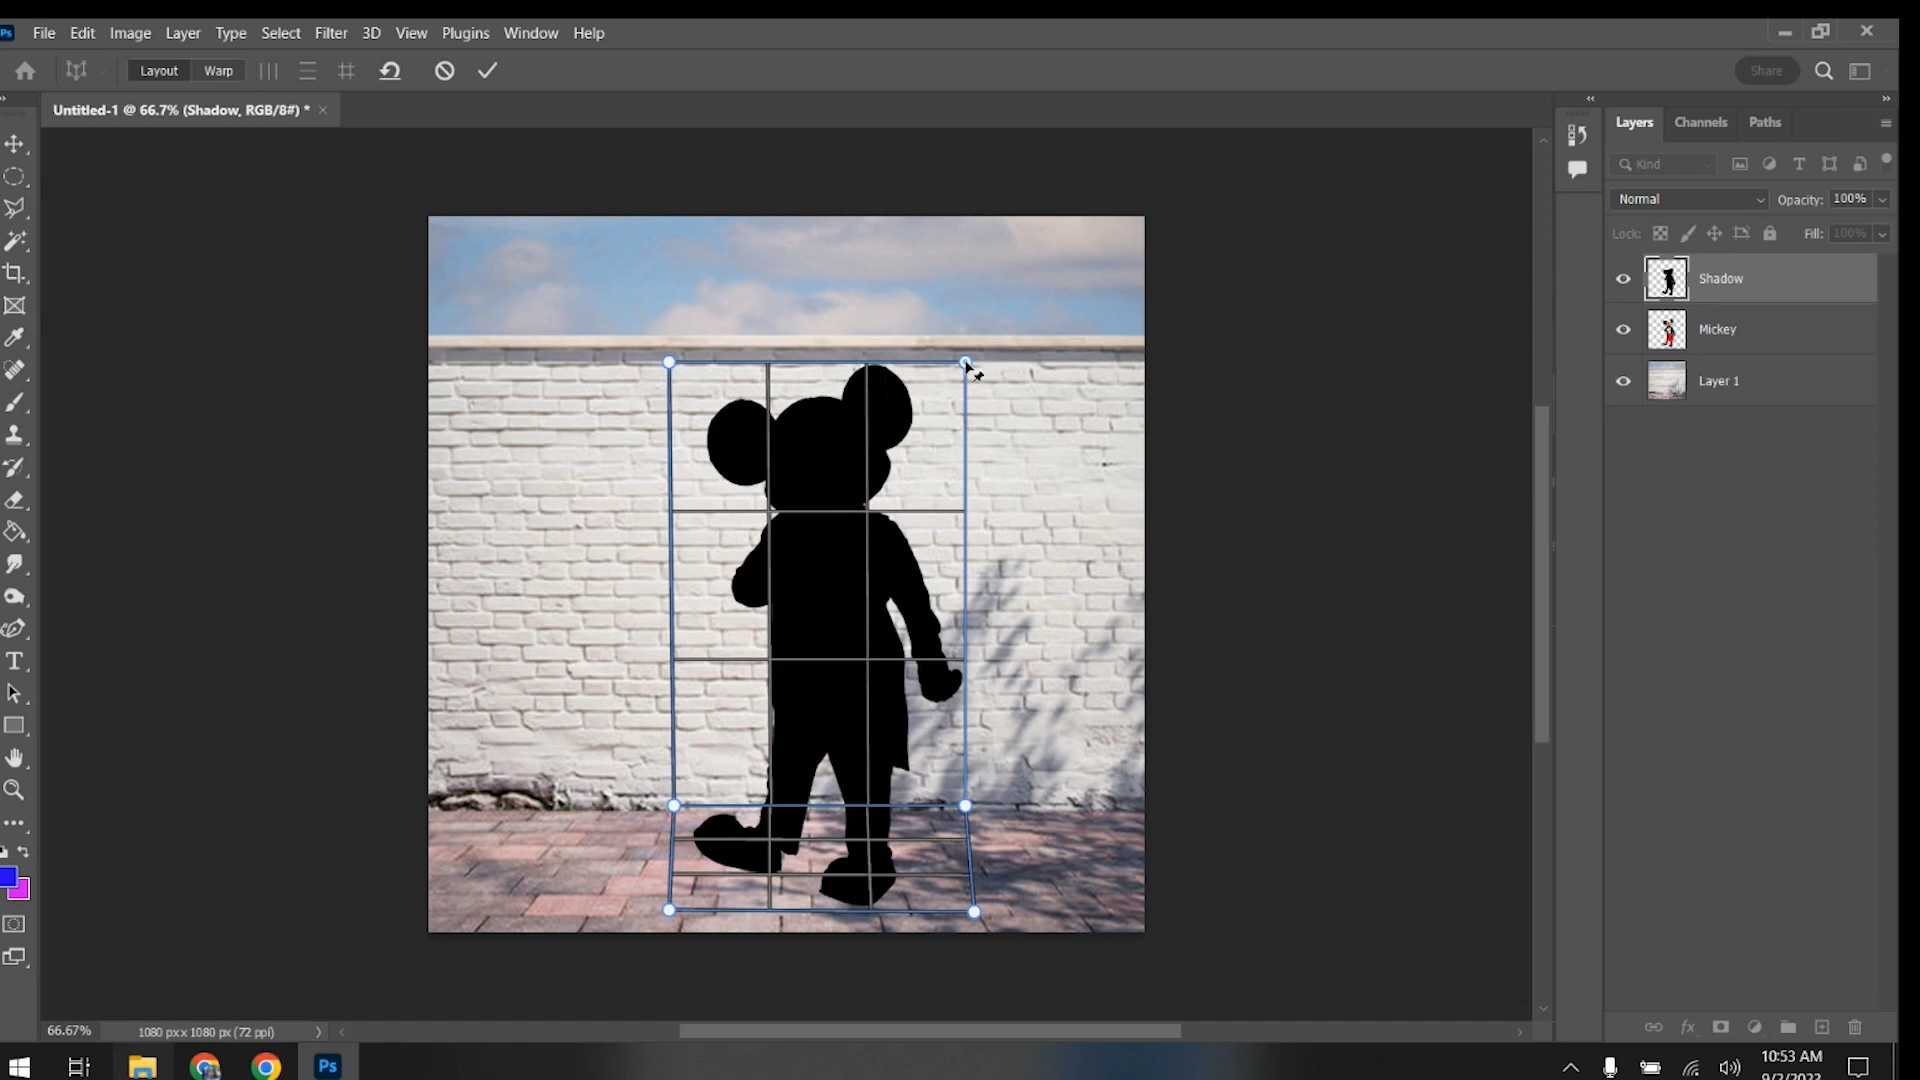 Ps File Edit Image Layer Type Select Filter 3D View Plugins Window Help
Layout Warp Share
Untitled-1 @ 66.7% (Shadow, RGB/8#) * ×
Layers Channels Paths
Kind
Normal Opacity: 100%
Lock: Fill: 100%
Shadow
Mickey
Layer 1
66.67% 1080 px x 1080 px (72 ppi)
Ps 10:53 AM